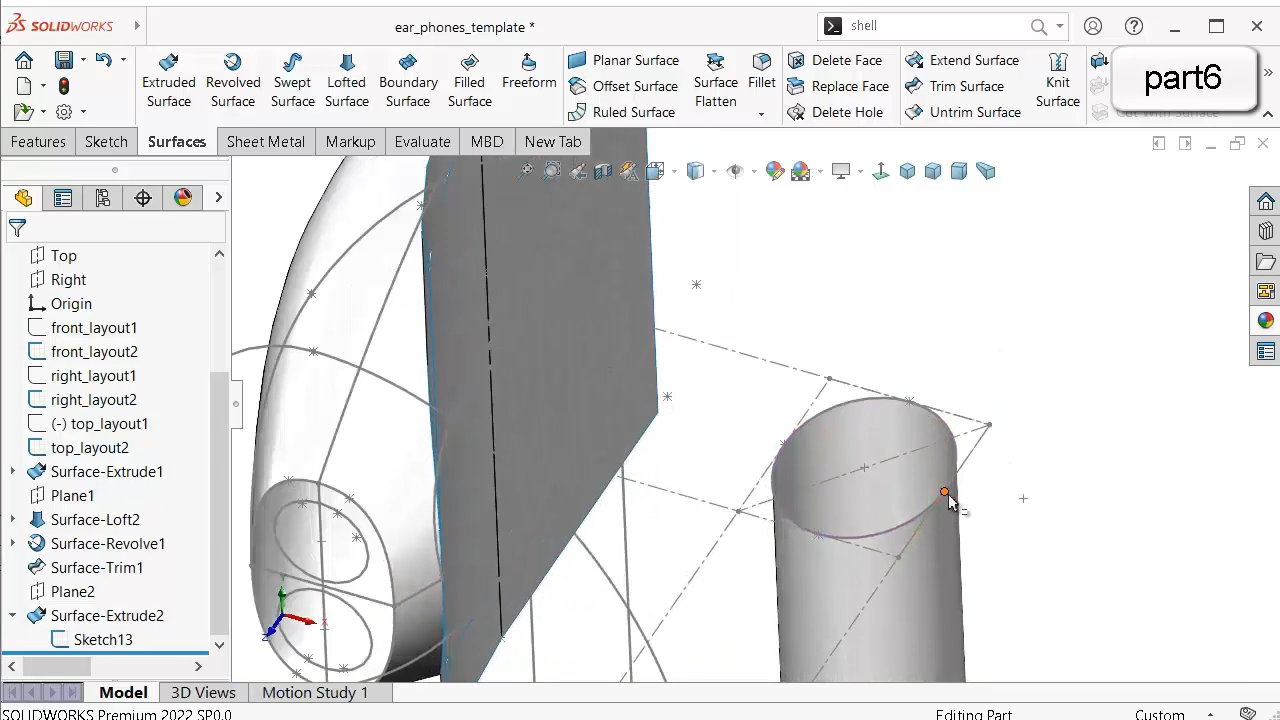 SOLIDWORKS
ear_phones_template *
shell
Extruded Surface
Revolved Surface
Swept Surface
Lofted Surface
Boundary Surface
Filled Surface
Freeform
Planar Surface
Offset Surface
Ruled Surface
Surface Flatten
Fillet
Delete Face
Replace Face
Delete Hole
Extend Surface
Trim Surface
Untrim Surface
Knit Surface
Cut With Surface
part6
Features
Sketch
Surfaces
Sheet Metal
Markup
Evaluate
MBD
New Tab
Top
Right
Origin
front_layout1
front_layout2
right_layout1
right_layout2
(-) top_layout1
top_layout2
Surface-Extrude1
Plane1
Surface-Loft2
Surface-Revolve1
Surface-Trim1
Plane2
Surface-Extrude2
Sketch13
Model
3D Views
Motion Study 1
SOLIDWORKS Premium 2022 SP0.0
Editing Part
Custom